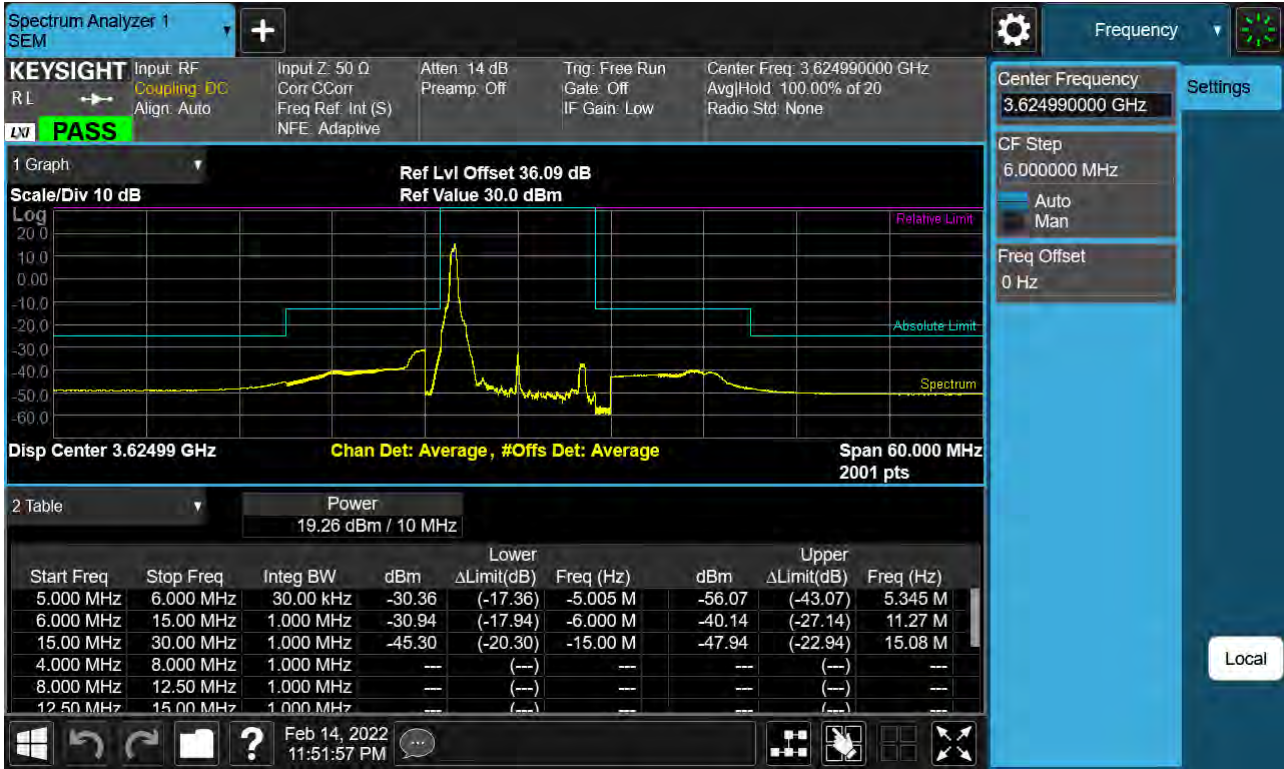 Spectrum Analyzer 1
SEM
Frequency
KEYSIGHT
Input: RF
Coupling: DC
Align: Auto
Input Z: 50 Ω
Corr CCorr
Freq Ref: Int (S)
NFE: Adaptive
Atten: 14 dB
Preamp: Off
Trig: Free Run
Gate: Off
IF Gain: Low
Center Freq: 3.624990000 GHz
Avg|Hold: 100.00% of 20
Radio Std: None
R L
LXI
PASS
Center Frequency
3.624990000 GHz
CF Step
6.000000 MHz
Auto
Man
Freq Offset
0 Hz
Settings
Local
1 Graph
Scale/Div 10 dB
Ref Lvl Offset 36.09 dB
Ref Value 30.0 dBm
Log
20.0
10.0
0.00
-10.0
-20.0
-30.0
-40.0
-50.0
-60.0
Relative Limit
Absolute Limit
Spectrum
Disp Center 3.62499 GHz
Chan Det: Average, #Offs Det: Average
Span 60.000 MHz
2001 pts
2 Table
Power
19.26 dBm / 10 MHz
Lower Upper
Start Freq Stop Freq Integ BW dBm ΔLimit(dB) Freq (Hz) dBm ΔLimit(dB) Freq (Hz)
5.000 MHz 6.000 MHz 30.00 kHz -30.36 (-17.36) -5.005 M -56.07 (-43.07) 5.345 M
6.000 MHz 15.00 MHz 1.000 MHz -30.94 (-17.94) -6.000 M -40.14 (-27.14) 11.27 M
15.00 MHz 30.00 MHz 1.000 MHz -45.30 (-20.30) -15.00 M -47.94 (-22.94) 15.08 M
4.000 MHz 8.000 MHz 1.000 MHz --- (---) --- --- (---) ---
8.000 MHz 12.50 MHz 1.000 MHz --- (---) --- --- (---) ---
12.50 MHz 15.00 MHz 1.000 MHz --- (---) --- --- (---) ---
Feb 14, 2022
11:51:57 PM